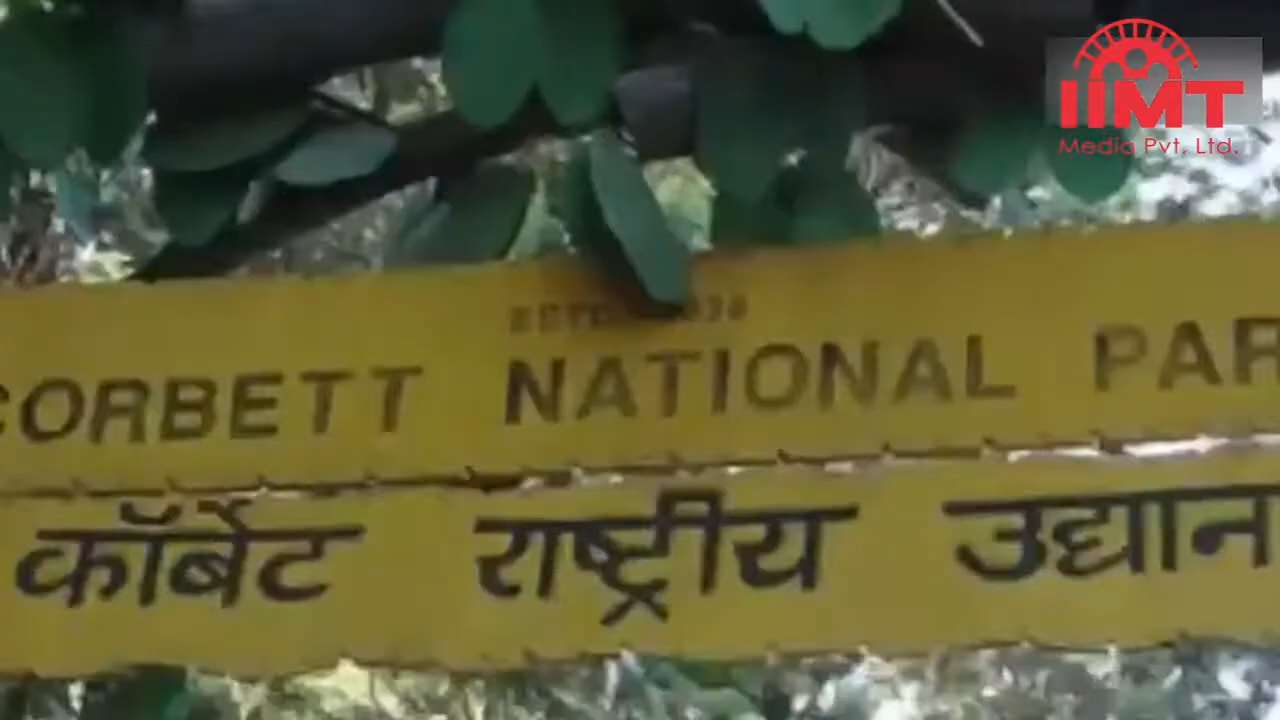 IIMT
Media Pvt. Ltd.
CORBETT NATIONAL PAR
कॉर्बेट राष्ट्रीय उद्यान